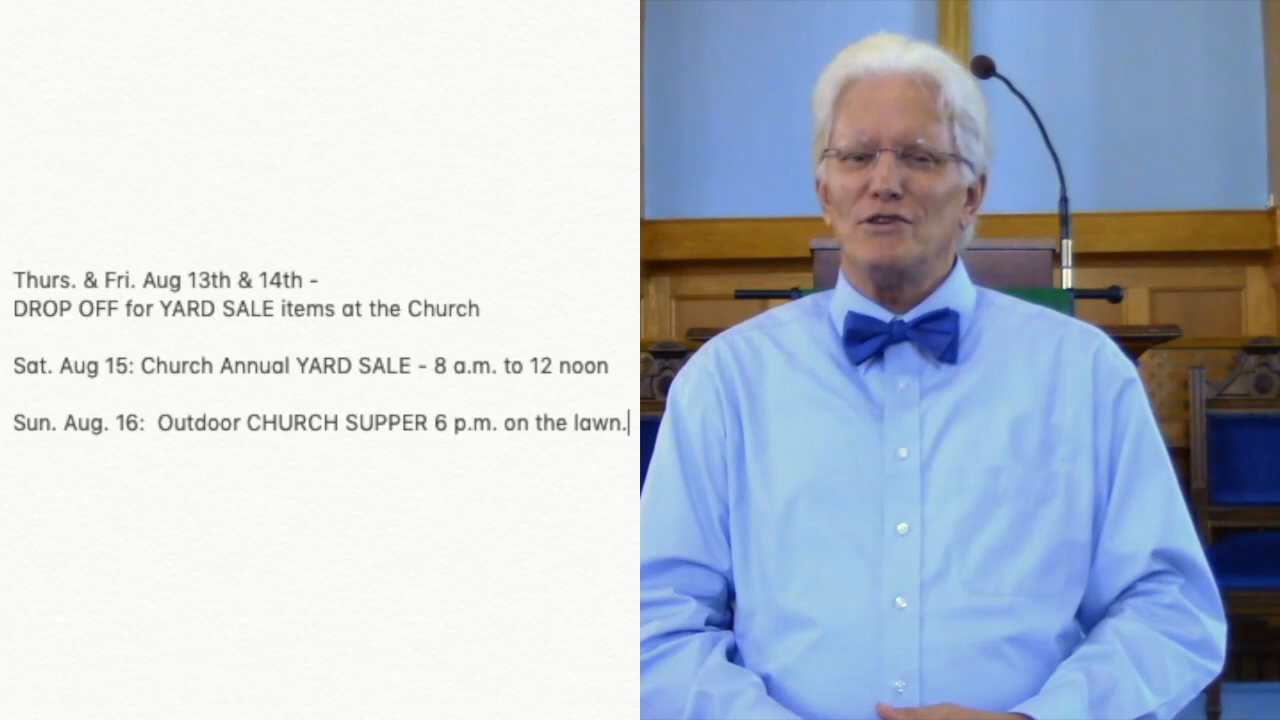 Thurs. & Fri. Aug 13th & 14th -
DROP OFF for YARD SALE items at the Church
Sat. Aug 15: Church Annual YARD SALE - 8 a.m. to 12 noon
Sun. Aug. 16:  Outdoor CHURCH SUPPER 6 p.m. on the lawn.